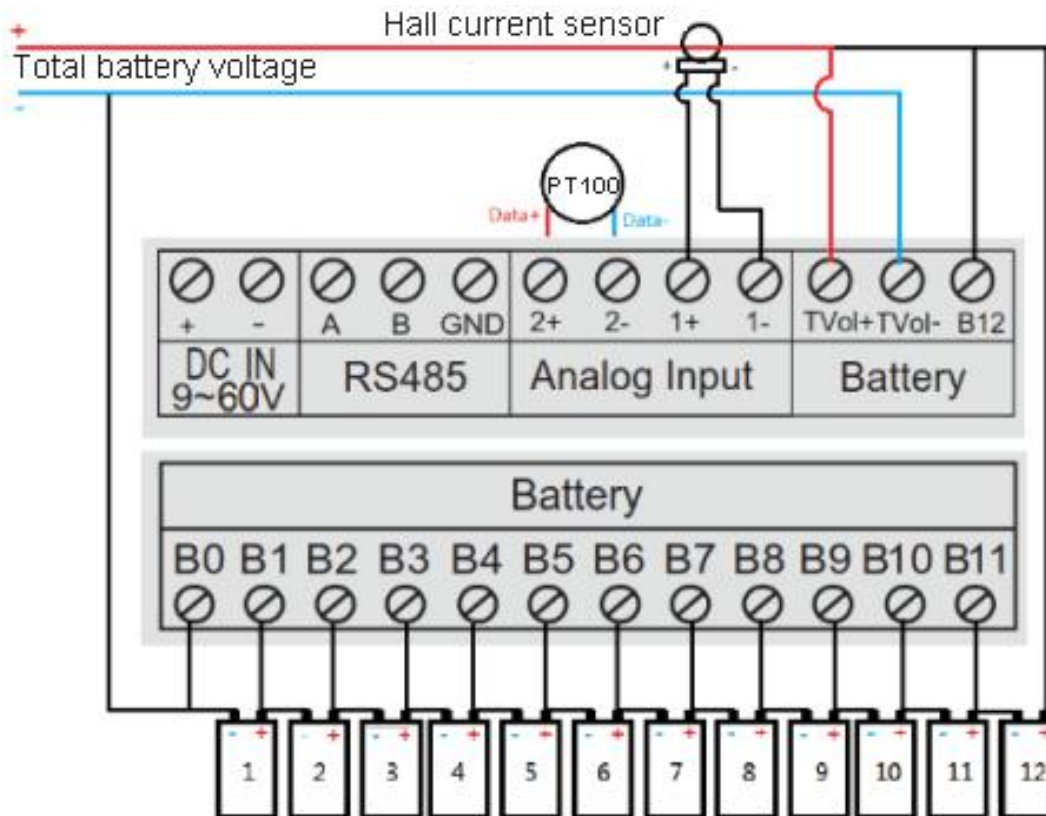 + Hall current sensor
Total battery voltage
-
+ -
PT100
Data+ Data-
+ - A B GND 2+ 2- 1+ 1- TVol+ TVol- B12
DC IN 9~60V RS485 Analog Input Battery
Battery
B0 B1 B2 B3 B4 B5 B6 B7 B8 B9 B10 B11
- + - + - + - + - + - + - + - + - + - + - + - +
1 2 3 4 5 6 7 8 9 10 11 12